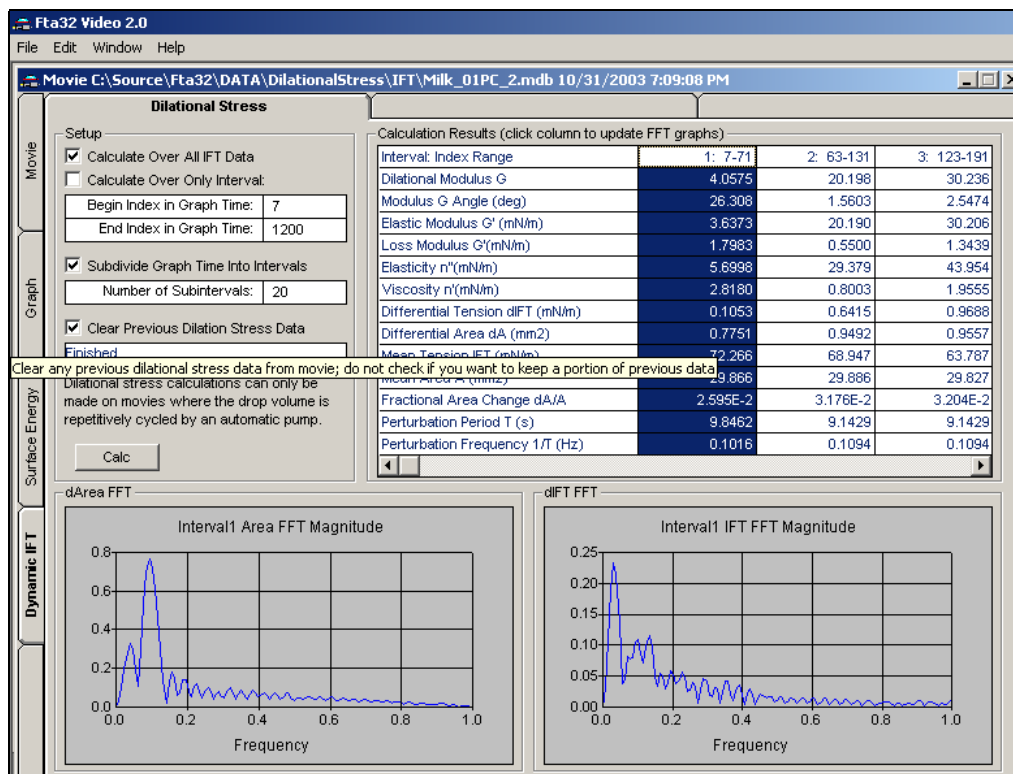 Fta32 Video 2.0
File Edit Window Help
Movie C:\Source\Fta32\DATA\DilationalStress\IFT\Milk_01PC_2.mdb 10/31/2003 7:09:08 PM
Movie
Graph
Surface Energy
Dynamic IFT
Dilational Stress
Setup
Calculate Over All IFT Data
Calculate Over Only Interval:
Begin Index in Graph Time: 7
End Index in Graph Time: 1200
Subdivide Graph Time Into Intervals
Number of Subintervals: 20
Clear Previous Dilation Stress Data
Finished
Clear any previous dilational stress data from movie; do not check if you want to keep a portion of previous data
Dilational stress calculations can only be
made on movies where the drop volume is
repetitively cycled by an automatic pump.
Calc
Calculation Results (click column to update FFT graphs)
Interval: Index Range 1: 7-71 2: 63-131 3: 123-191
Dilational Modulus G 4.0575 20.198 30.236
Modulus G Angle (deg) 26.308 1.5603 2.5474
Elastic Modulus G' (mN/m) 3.6373 20.190 30.206
Loss Modulus G'(mN/m) 1.7983 0.5500 1.3439
Elasticity n"(mN/m) 5.6998 29.379 43.954
Viscosity n'(mN/m) 2.8180 0.8003 1.9555
Differential Tension dIFT (mN/m) 0.1053 0.6415 0.9688
Differential Area dA (mm2) 0.7751 0.9492 0.9557
Mean Tension IFT (mN/m) 72.266 68.947 63.787
Mean Area A (mm2) 29.866 29.886 29.827
Fractional Area Change dA/A 2.595E-2 3.176E-2 3.204E-2
Perturbation Period T (s) 9.8462 9.1429 9.1429
Perturbation Frequency 1/T (Hz) 0.1016 0.1094 0.1094
dArea FFT
Interval1 Area FFT Magnitude
0.8
0.6
0.4
0.2
0.0
0.0 0.2 0.4 0.6 0.8 1.0
Frequency
dIFT FFT
Interval1 IFT FFT Magnitude
0.25
0.20
0.15
0.10
0.05
0.00
0.0 0.2 0.4 0.6 0.8 1.0
Frequency